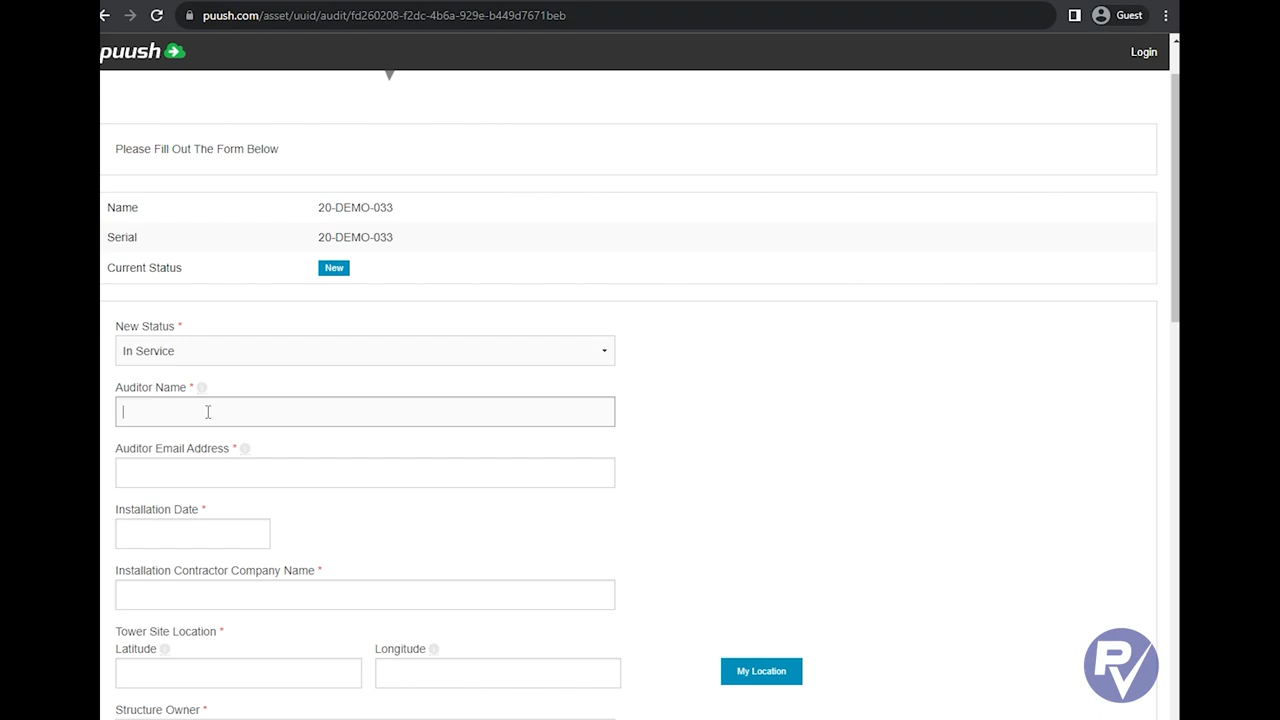 puush.com/asset/uuid/audit/fd260208-f2dc-4b6a-929e-b449d7671beb
Guest
puush
Login
Please Fill Out The Form Below
Name 20-DEMO-033
Serial 20-DEMO-033
Current Status New
New Status *
In Service
Auditor Name *
Auditor Email Address *
Installation Date *
Installation Contractor Company Name *
Tower Site Location *
Latitude Longitude
My Location
Structure Owner *
PV